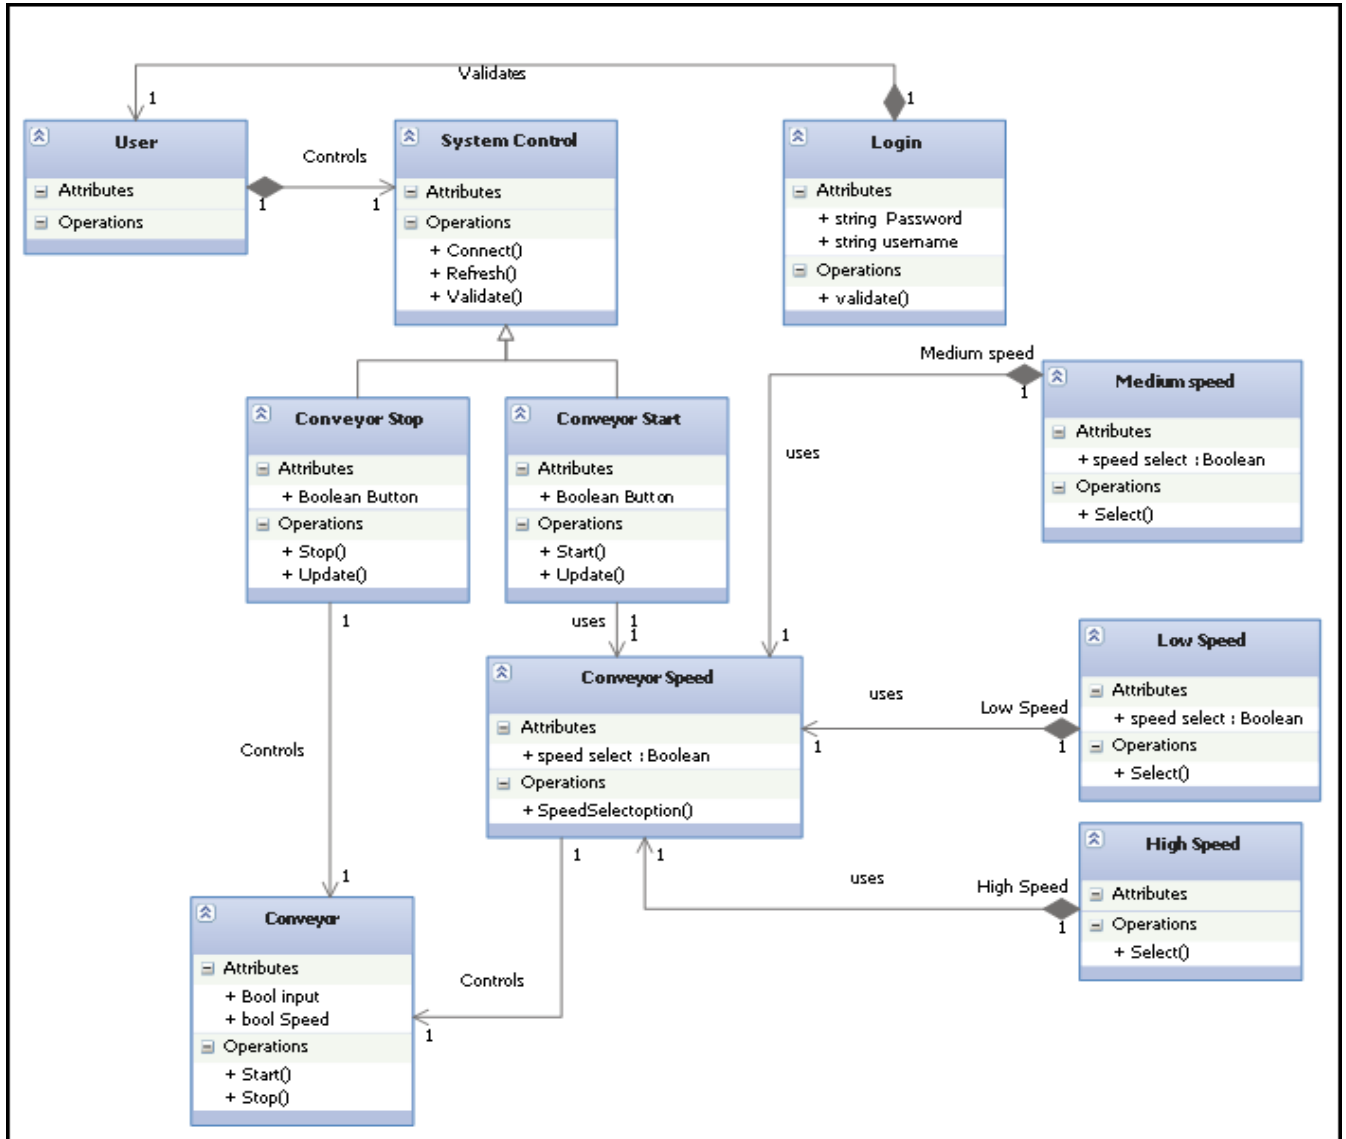 Validates
1
1
User
Attributes
Operations
Controls
1
1
System Control
Attributes
Operations
+ Connect()
+ Refresh()
+ Validate()
Login
Attributes
+ string Password
+ string username
Operations
+ validate()
Conveyor Stop
Attributes
+ Boolean Button
Operations
+ Stop()
+ Update()
Conveyor Start
Attributes
+ Boolean Button
Operations
+ Start()
+ Update()
Medium speed
1
Medium speed
Attributes
+ speed select : Boolean
Operations
+ Select()
uses
1
1
uses
1
1
Conveyor Speed
Attributes
+ speed select : Boolean
Operations
+ SpeedSelectoption()
uses
Low Speed
1
1
Low Speed
Attributes
+ speed select : Boolean
Operations
+ Select()
Controls
1
1
1
uses
High Speed
1
High Speed
Attributes
Operations
+ Select()
Conveyor
Attributes
+ Bool input
+ bool Speed
Operations
+ Start()
+ Stop()
Controls
1